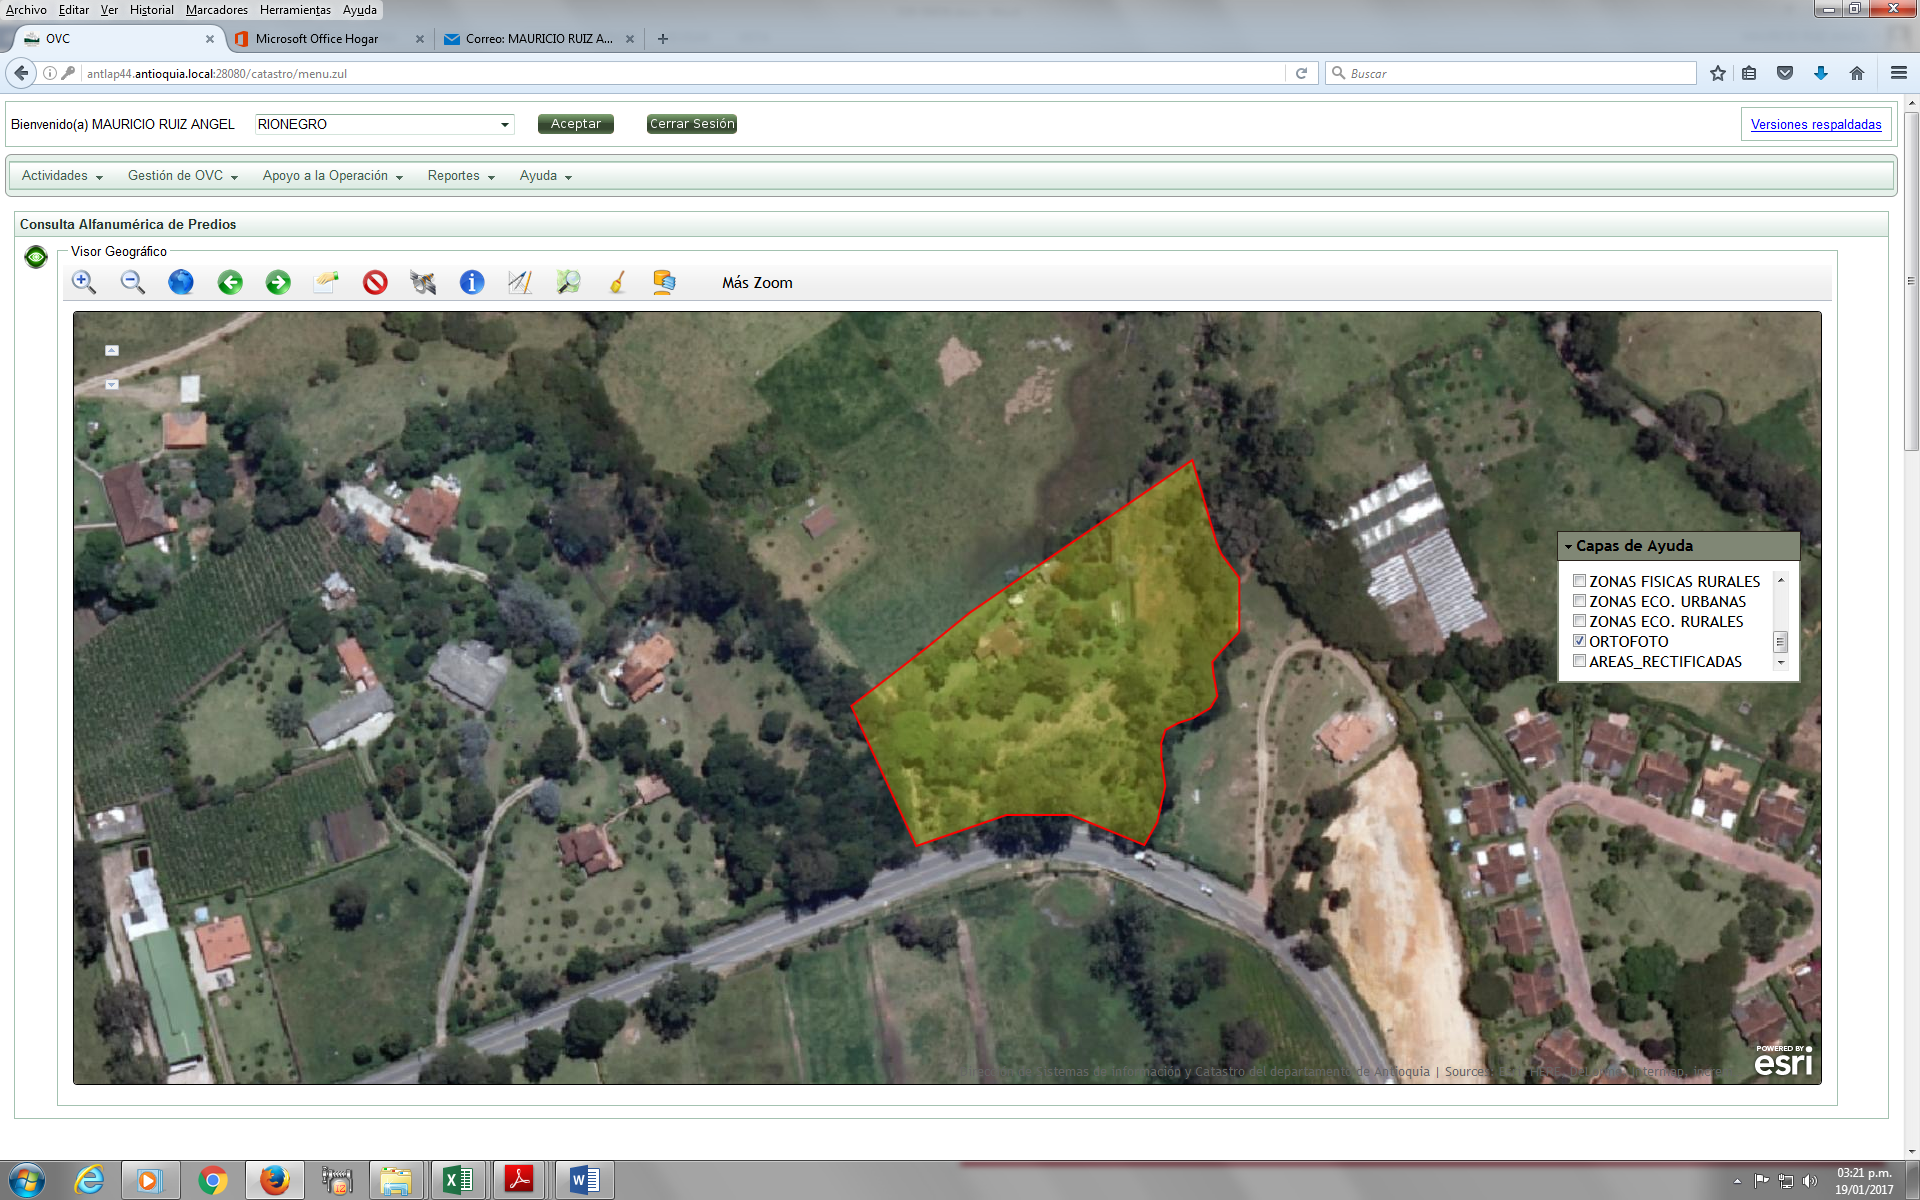 Archivo Editar Ver Historial Marcadores Herramientas Ayuda
OVC Microsoft Office Hogar Correo: MAURICIO RUIZ A...
antlap44.antioquia.local:28080/catastro/menu.zul Buscar
Bienvenido(a) MAURICIO RUIZ ANGEL RIONEGRO Aceptar Cerrar Sesión Versiones respaldadas
Actividades Gestión de OVC Apoyo a la Operación Reportes Ayuda
Consulta Alfanumérica de Predios
Visor Geográfico
Más Zoom
Capas de Ayuda
ZONAS FISICAS RURALES
ZONAS ECO. URBANAS
ZONAS ECO. RURALES
ORTOFOTO
AREAS_RECTIFICADAS
POWERED BY
esri
Dirección de Sistemas de Información y Catastro del departamento de Antioquia | Sources:
03:21 p.m.
19/01/2017